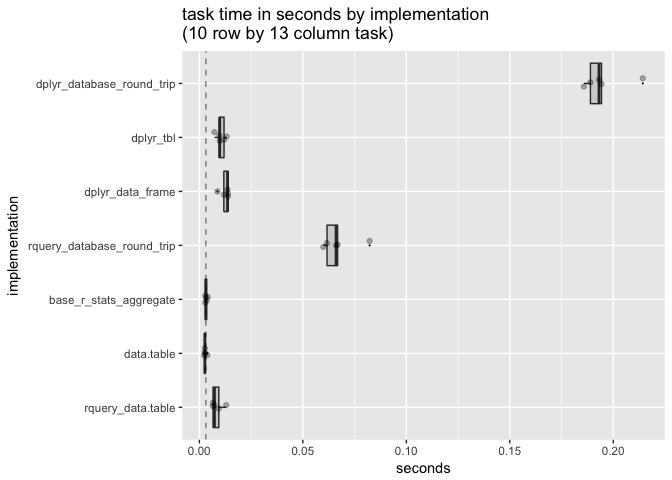 task time in seconds by implementation
(10 row by 13 column task)
dplyr_database_round_trip
dplyr_tbl
dplyr_data_frame
rquery_database_round_trip
base_r_stats_aggregate
data.table
rquery_data.table
implementation
0.00 0.05 0.10 0.15 0.20
seconds